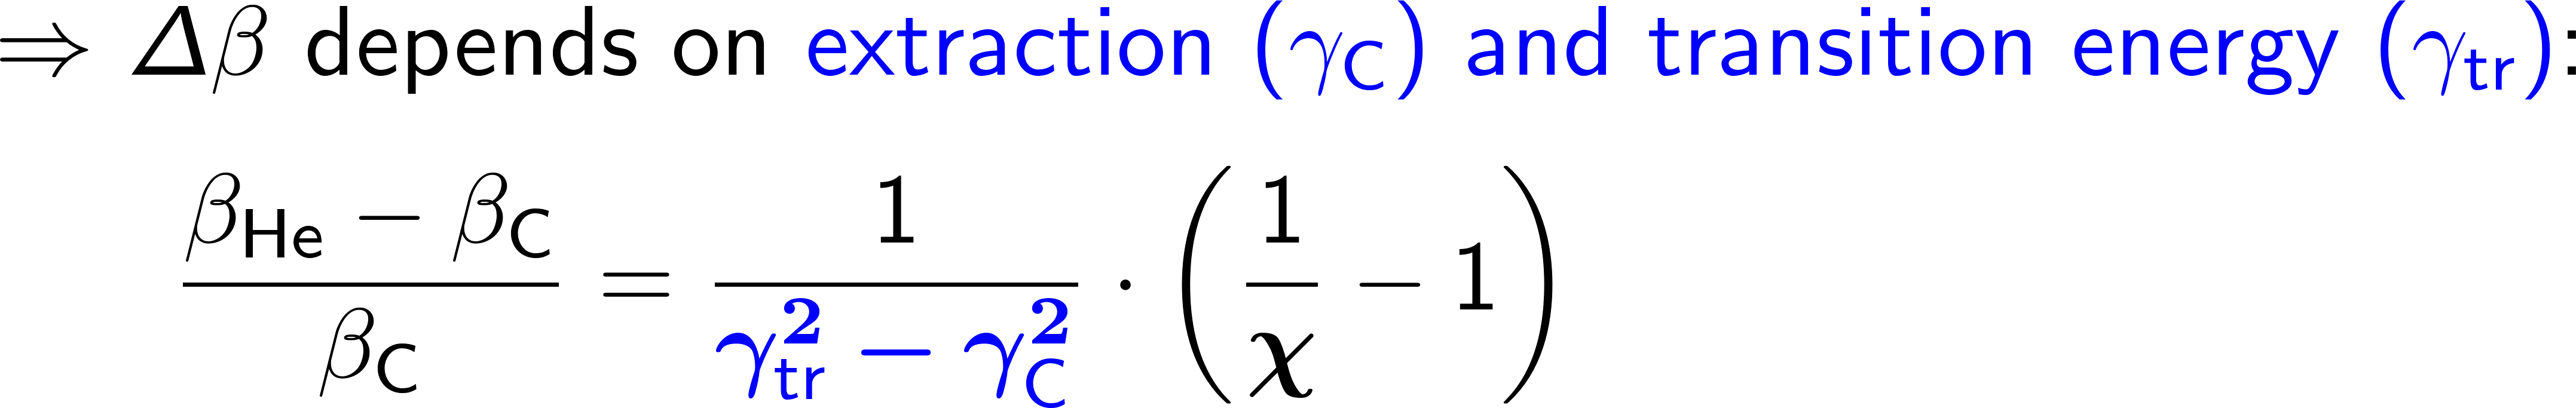 ⇒ Δβ depends on extraction (γ_C) and transition energy (γ_tr):
(β_He − β_C) / β_C = 1 / (γ_tr² − γ_C²) · (1/χ − 1)